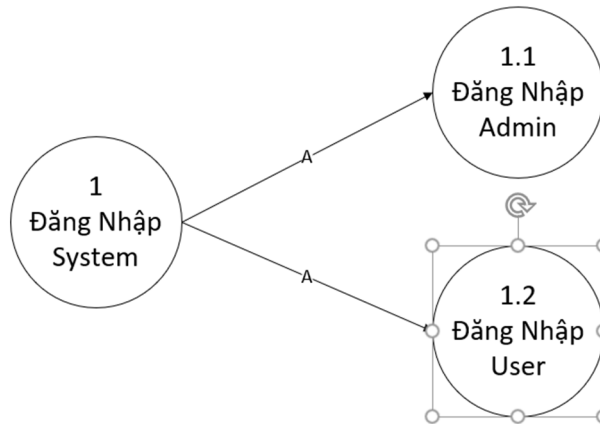 1.1
Đăng Nhập
Admin
A
1
Đăng Nhập
System
A
1.2
Đăng Nhập
User